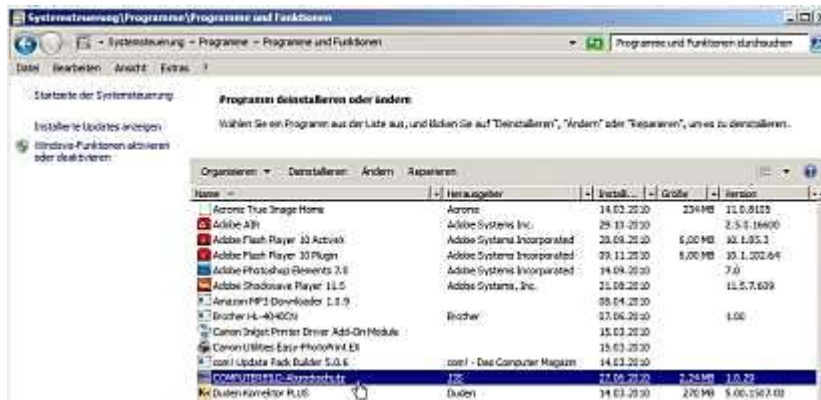 Systemsteuerung\Programme\Programme und Funktionen
Systemsteuerung Programme Programme und Funktionen Programme und Funktionen durchsuchen
Datei Bearbeiten Ansicht Extras ?
Startseite der Systemsteuerung
Installierte Updates anzeigen
Windows-Funktionen aktivieren oder deaktivieren
Programm deinstallieren oder ändern
Wählen Sie ein Programm aus der Liste aus, und klicken Sie auf "Deinstallieren", "Ändern" oder "Reparieren", um es zu deinstallieren.
Organisieren Deinstallieren Ändern Reparieren
Name Herausgeber Install... Größe Version
Acronis True Image Home Acronis 14.03.2010 234 MB 11.0.8105
Adobe AIR Adobe Systems Inc. 29.10.2010 2.5.0.16600
Adobe Flash Player 10 ActiveX Adobe Systems Incorporated 6,00 MB 10.1.85.3
Adobe Flash Player 10 Plugin Adobe Systems Incorporated 09.11.2010 6,00 MB 10.1.102.64
Adobe Photoshop Elements 7.0 Adobe Systems Incorporated 14.09.2010 7.0
Adobe Shockwave Player 11.5 Adobe Systems, Inc. 21.08.2010 11.5.7.609
Amazon MP3-Downloader 1.0.9 08.04.2010
Brother HL-4040CN Brother 07.06.2010 1.00
Canon Inkjet Printer Driver Add-On Module 15.03.2010
Canon Utilities Easy-PhotoPrint EX 15.03.2010
com! Update Pack Builder 5.0.6 com! - Das Computer-Magazin 14.03.2010
COMPUTERBILD-Abzockschutz J3S 27.06.2010 2,24 MB 1.0.29
Duden Korrektor PLUS Duden 14.03.2010 270 MB 5.00.1507.00